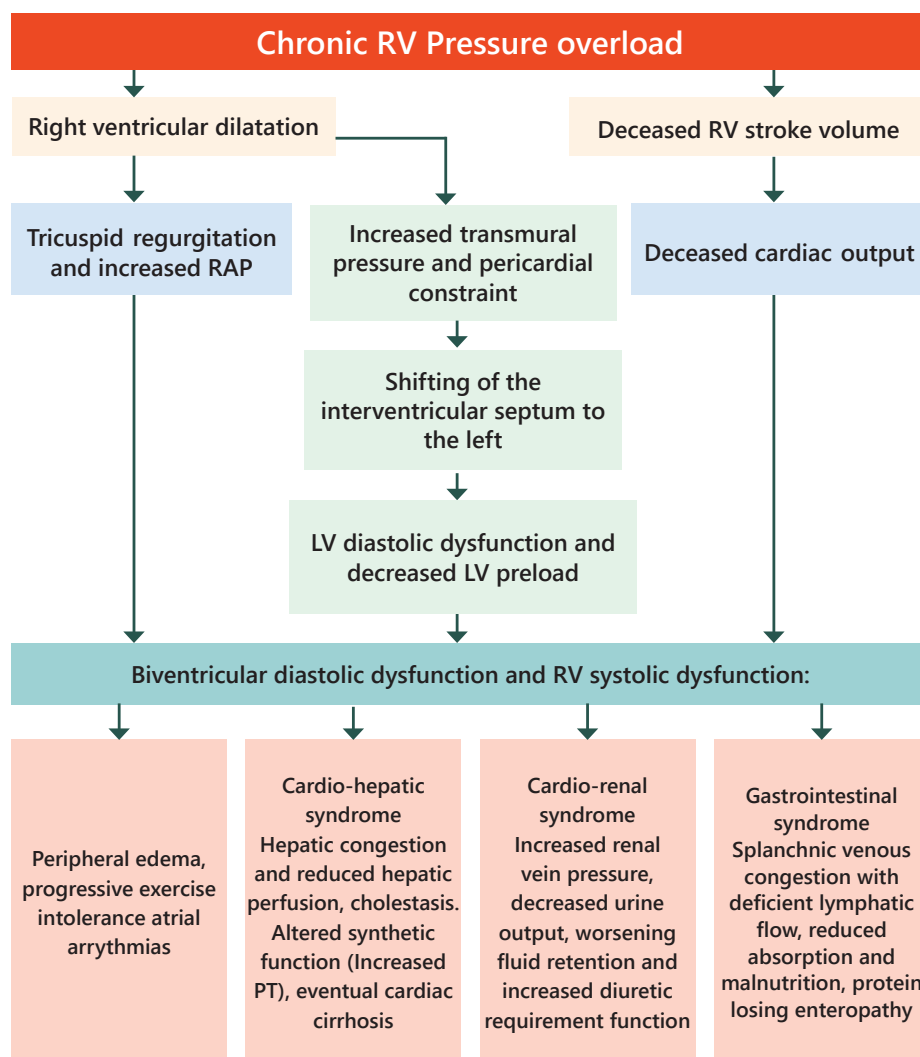 Chronic RV Pressure overload
Right ventricular dilatation
Deceased RV stroke volume
Tricuspid regurgitation
and increased RAP
Increased transmural
pressure and pericardial
constraint
Deceased cardiac output
Shifting of the
interventricular septum to
the left
LV diastolic dysfunction and
decreased LV preload
Biventricular diastolic dysfunction and RV systolic dysfunction:
Peripheral edema,
progressive exercise
intolerance atrial
arrythmias
Cardio-hepatic
syndrome
Hepatic congestion
and reduced hepatic
perfusion, cholestasis.
Altered synthetic
function (Increased
PT), eventual cardiac
cirrhosis
Cardio-renal
syndrome
Increased renal
vein pressure,
decreased urine
output, worsening
fluid retention and
increased diuretic
requirement function
Gastrointestinal
syndrome
Splanchnic venous
congestion with
deficient lymphatic
flow, reduced
absorption and
malnutrition, protein
losing enteropathy